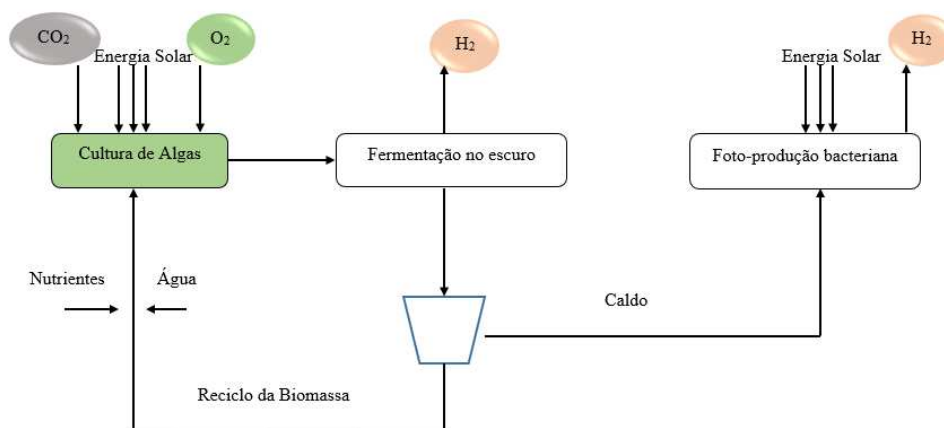 CO₂
O₂
H₂
H₂
Energia Solar
Energia Solar
Cultura de Algas
Fermentação no escuro
Foto-produção bacteriana
Nutrientes
Água
Caldo
Reciclo da Biomassa